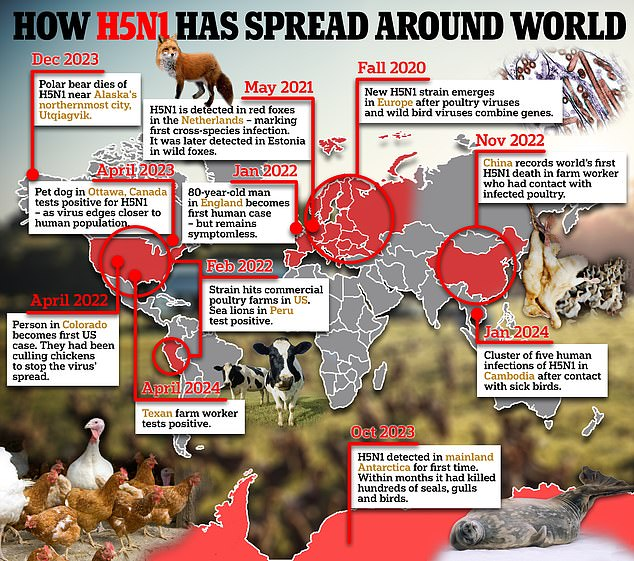 HOW H5N1 HAS SPREAD AROUND WORLD
Dec 2023
Polar bear dies of
H5N1 near Alaska's
northernmost city,
Utqiagvik.
May 2021
H5N1 is detected in red foxes
in the Netherlands – marking
first cross-species infection.
It was later detected in Estonia
in wild foxes.
Fall 2020
New H5N1 strain emerges
in Europe after poultry viruses
and wild bird viruses combine genes.
Nov 2022
China records world's first
H5N1 death in farm worker
who had contact with
infected poultry.
April 2023
Pet dog in Ottawa, Canada
tests positive for H5N1
– as virus edges closer to
human population.
Jan 2022
80-year-old man
in England becomes
first human case
– but remains
symptomless.
Feb 2022
Strain hits commercial
poultry farms in US.
Sea lions in Peru
test positive.
April 2022
Person in Colorado
becomes first US
case. They had been
culling chickens
to stop the virus'
spread.
Jan 2024
Cluster of five human
infections of H5N1 in
Cambodia after contact
with sick birds.
April 2024
Texan farm worker
tests positive.
Oct 2023
H5N1 detected in mainland
Antarctica for first time.
Within months it had killed
hundreds of seals, gulls
and birds.